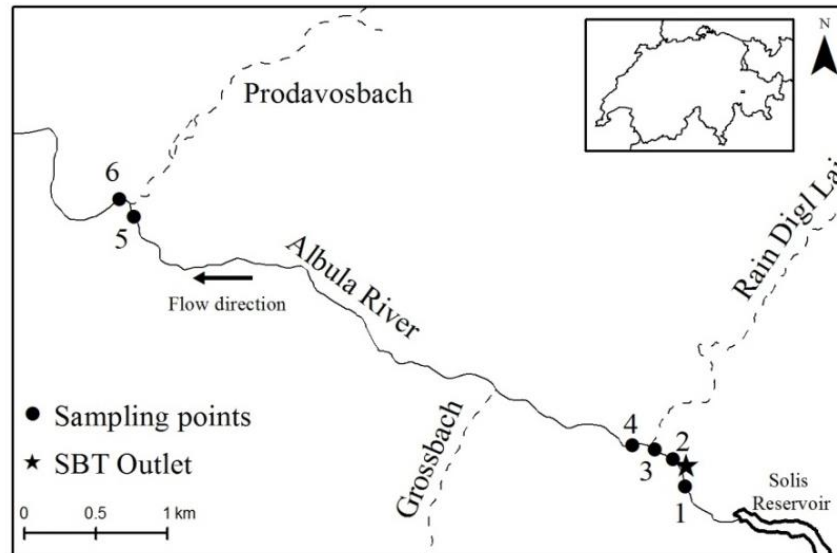 N
Prodavosbach
6
5
Albula River
Flow direction
Rain Digl Lai
Sampling points
SBT Outlet
Grossbach
4
3
2
1
Solis
Reservoir
0 0.5 1 km